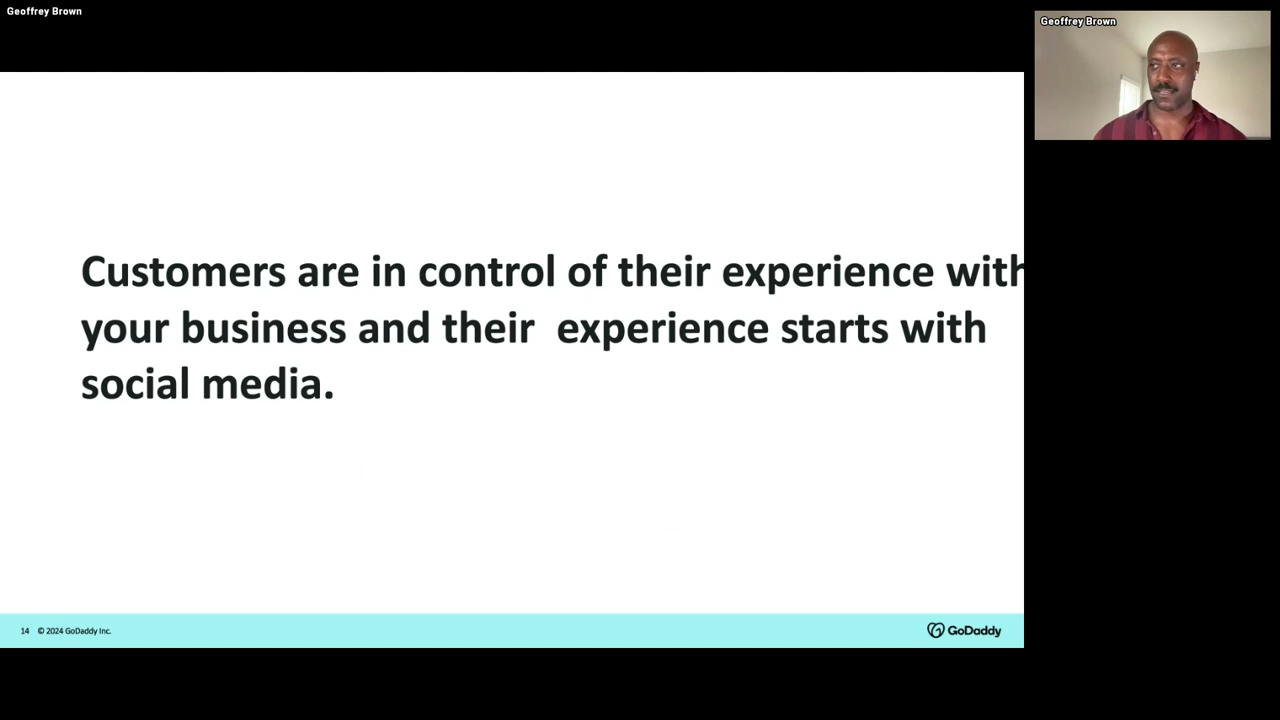 Geoffrey Brown
Geoffrey Brown
Customers are in control of their experience with
your business and their  experience starts with
social media.
14 © 2024 GoDaddy Inc.
GoDaddy